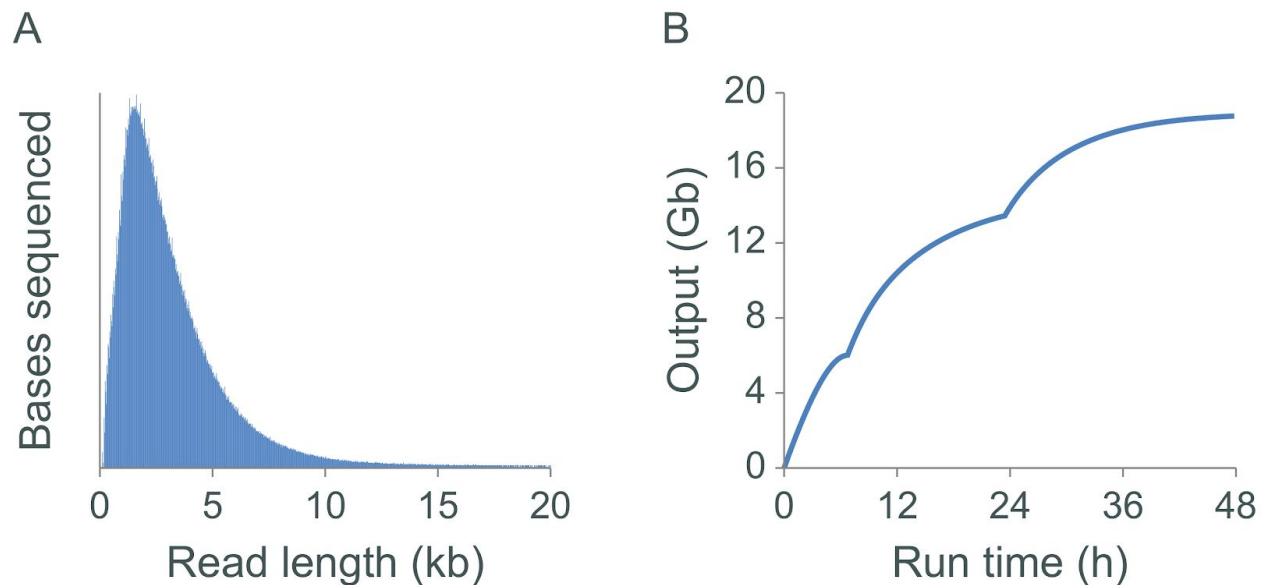 A
Bases sequenced
0 5 10 15 20
Read length (kb)
B
Output (Gb)
20
16
12
8
4
0
0 12 24 36 48
Run time (h)